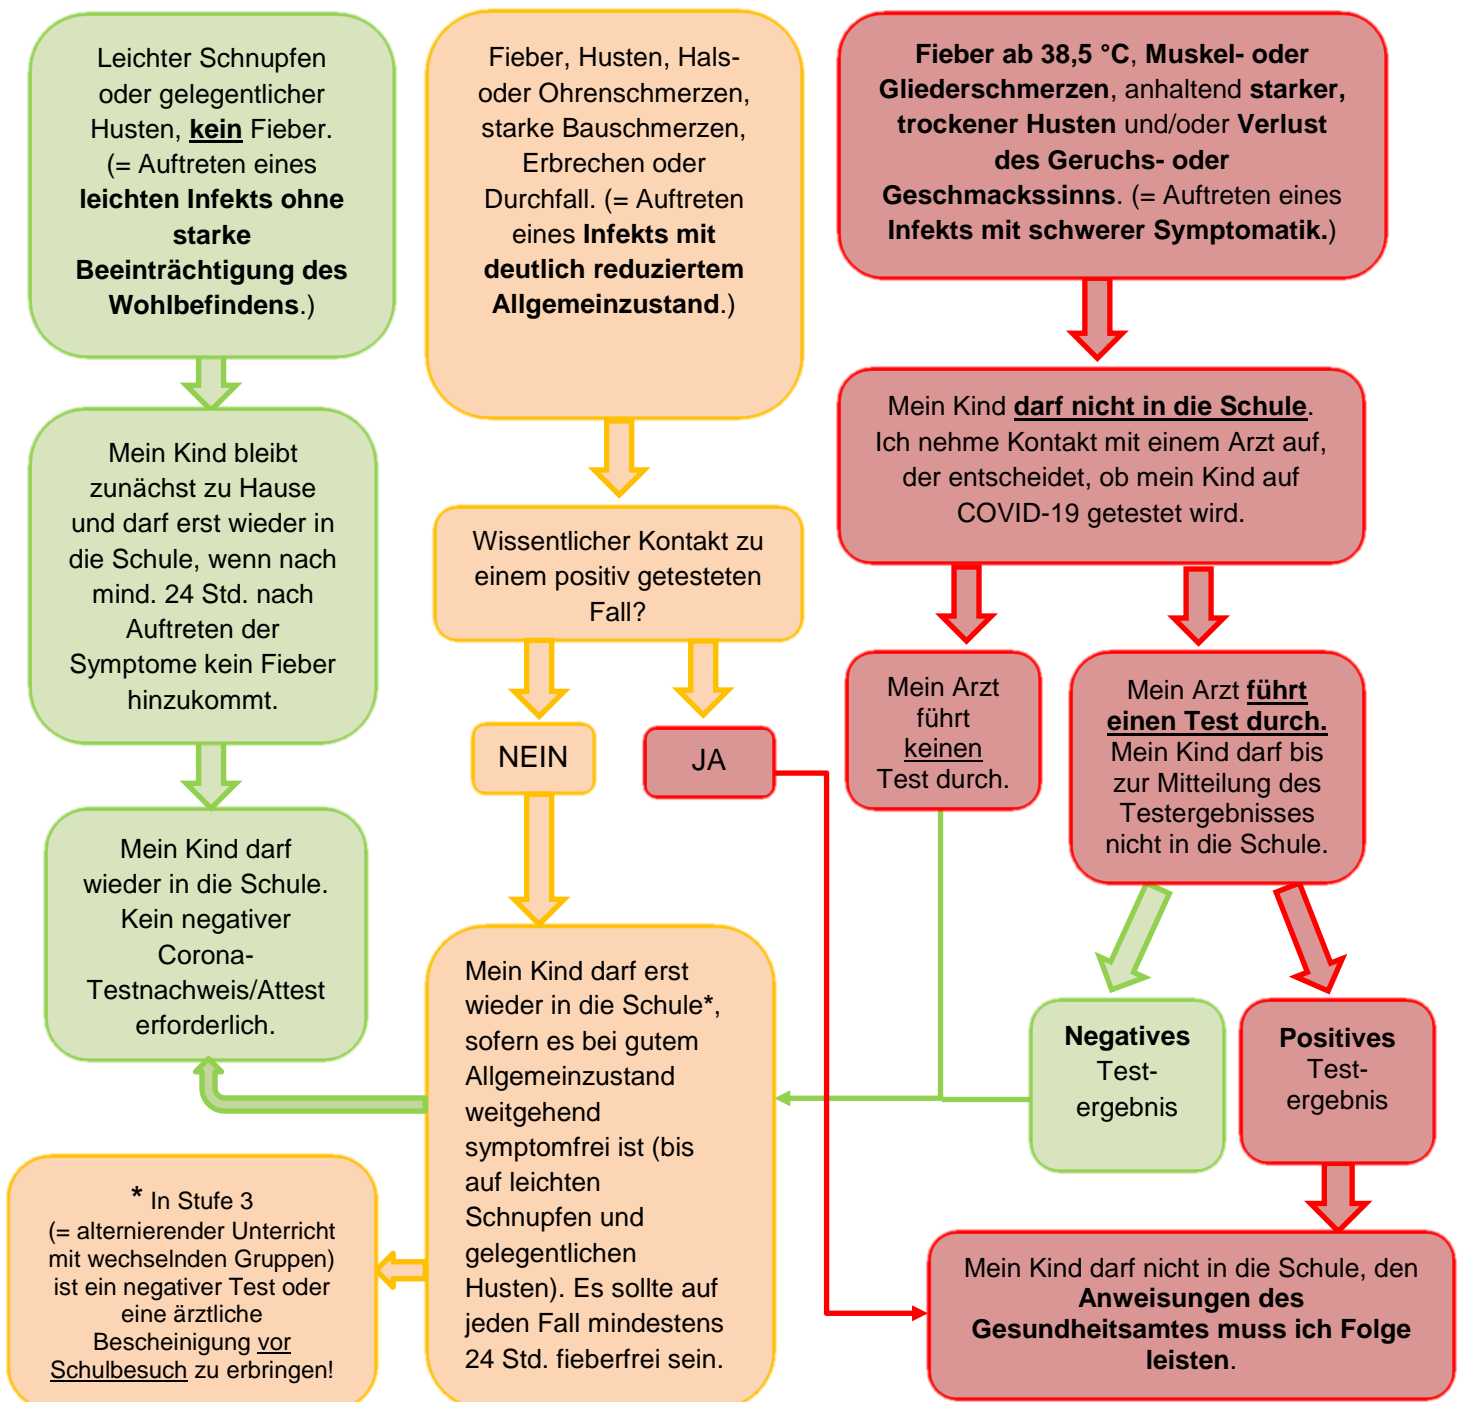 Leichter Schnupfen
oder gelegentlicher
Husten, kein Fieber.
(= Auftreten eines
leichten Infekts ohne
starke
Beeinträchtigung des
Wohlbefindens.)
Mein Kind bleibt
zunächst zu Hause
und darf erst wieder in
die Schule, wenn nach
mind. 24 Std. nach
Auftreten der
Symptome kein Fieber
hinzukommt.
Mein Kind darf
wieder in die Schule.
Kein negativer
Corona-
Testnachweis/Attest
erforderlich.
Fieber, Husten, Hals-
oder Ohrenschmerzen,
starke Bauschmerzen,
Erbrechen oder
Durchfall. (= Auftreten
eines Infekts mit
deutlich reduziertem
Allgemeinzustand.)
Wissentlicher Kontakt zu
einem positiv getesteten
Fall?
NEIN
JA
Mein Kind darf erst
wieder in die Schule*,
sofern es bei gutem
Allgemeinzustand
weitgehend
symptomfrei ist (bis
auf leichten
Schnupfen und
gelegentlichen
Husten). Es sollte auf
jeden Fall mindestens
24 Std. fieberfrei sein.
* In Stufe 3
(= alternierender Unterricht
mit wechselnden Gruppen)
ist ein negativer Test oder
eine ärztliche
Bescheinigung vor
Schulbesuch zu erbringen!
Fieber ab 38,5 °C, Muskel- oder
Gliederschmerzen, anhaltend starker,
trockener Husten und/oder Verlust
des Geruchs- oder
Geschmackssinns. (= Auftreten eines
Infekts mit schwerer Symptomatik.)
Mein Kind darf nicht in die Schule.
Ich nehme Kontakt mit einem Arzt auf,
der entscheidet, ob mein Kind auf
COVID-19 getestet wird.
Mein Arzt
führt
keinen
Test durch.
Mein Arzt führt
einen Test durch.
Mein Kind darf bis
zur Mitteilung des
Testergebnisses
nicht in die Schule.
Negatives
Test-
ergebnis
Positives
Test-
ergebnis
Mein Kind darf nicht in die Schule, den
Anweisungen des
Gesundheitsamtes muss ich Folge
leisten.